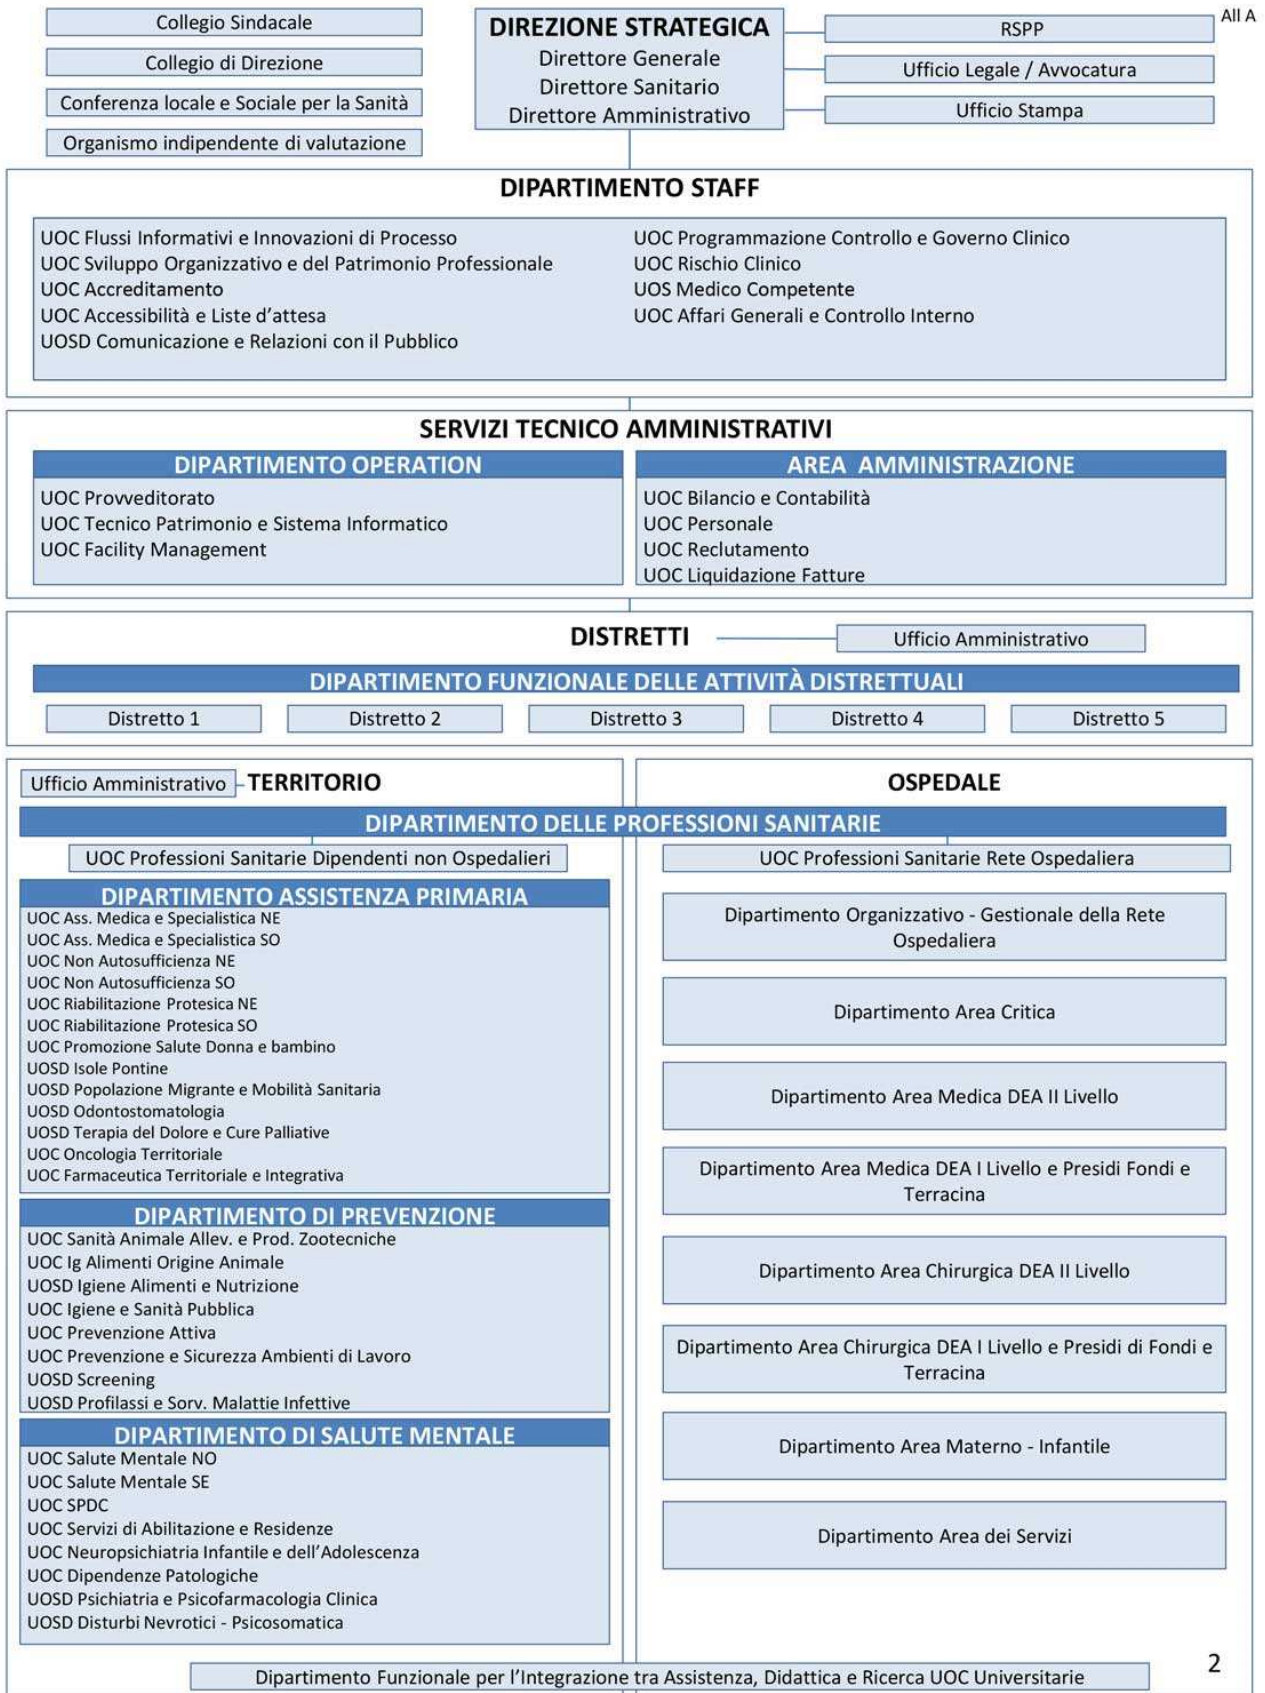 All A
Collegio Sindacale
Collegio di Direzione
Conferenza locale e Sociale per la Sanità
Organismo indipendente di valutazione
DIREZIONE STRATEGICA
Direttore Generale
Direttore Sanitario
Direttore Amministrativo
RSPP
Ufficio Legale / Avvocatura
Ufficio Stampa
DIPARTIMENTO STAFF
UOC Flussi Informativi e Innovazioni di Processo
UOC Sviluppo Organizzativo e del Patrimonio Professionale
UOC Accreditamento
UOC Accessibilità e Liste d'attesa
UOSD Comunicazione e Relazioni con il Pubblico
UOC Programmazione Controllo e Governo Clinico
UOC Rischio Clinico
UOS Medico Competente
UOC Affari Generali e Controllo Interno
SERVIZI TECNICO AMMINISTRATIVI
DIPARTIMENTO OPERATION
UOC Provveditorato
UOC Tecnico Patrimonio e Sistema Informatico
UOC Facility Management
AREA AMMINISTRAZIONE
UOC Bilancio e Contabilità
UOC Personale
UOC Reclutamento
UOC Liquidazione Fatture
DISTRETTI
Ufficio Amministrativo
DIPARTIMENTO FUNZIONALE DELLE ATTIVITÀ DISTRETTUALI
Distretto 1
Distretto 2
Distretto 3
Distretto 4
Distretto 5
Ufficio Amministrativo
TERRITORIO
OSPEDALE
DIPARTIMENTO DELLE PROFESSIONI SANITARIE
UOC Professioni Sanitarie Dipendenti non Ospedalieri
DIPARTIMENTO ASSISTENZA PRIMARIA
UOC Ass. Medica e Specialistica NE
UOC Ass. Medica e Specialistica SO
UOC Non Autosufficienza NE
UOC Non Autosufficienza SO
UOC Riabilitazione Protesica NE
UOC Riabilitazione Protesica SO
UOC Promozione Salute Donna e bambino
UOSD Isole Pontine
UOSD Popolazione Migrante e Mobilità Sanitaria
UOSD Odontostomatologia
UOSD Terapia del Dolore e Cure Palliative
UOC Oncologia Territoriale
UOC Farmaceutica Territoriale e Integrativa
DIPARTIMENTO DI PREVENZIONE
UOC Sanità Animale Allev. e Prod. Zootecniche
UOC Ig Alimenti Origine Animale
UOSD Igiene Alimenti e Nutrizione
UOC Igiene e Sanità Pubblica
UOC Prevenzione Attiva
UOC Prevenzione e Sicurezza Ambienti di Lavoro
UOSD Screening
UOSD Profilassi e Sorv. Malattie Infettive
DIPARTIMENTO DI SALUTE MENTALE
UOC Salute Mentale NO
UOC Salute Mentale SE
UOC SPDC
UOC Servizi di Abilitazione e Residenze
UOC Neuropsichiatria Infantile e dell'Adolescenza
UOC Dipendenze Patologiche
UOSD Psichiatria e Psicofarmacologia Clinica
UOSD Disturbi Nevrotici - Psicosomatica
UOC Professioni Sanitarie Rete Ospedaliera
Dipartimento Organizzativo - Gestionale della Rete
Ospedaliera
Dipartimento Area Critica
Dipartimento Area Medica DEA II Livello
Dipartimento Area Medica DEA I Livello e Presidi Fondi e
Terracina
Dipartimento Area Chirurgica DEA II Livello
Dipartimento Area Chirurgica DEA I Livello e Presidi di Fondi e
Terracina
Dipartimento Area Materno - Infantile
Dipartimento Area dei Servizi
Dipartimento Funzionale per l'Integrazione tra Assistenza, Didattica e Ricerca UOC Universitarie
2